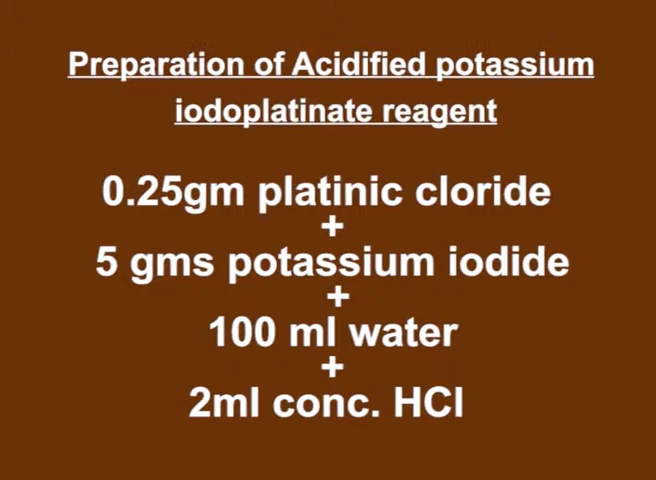 Preparation of Acidified potassium
iodoplatinate reagent
0.25gm platinic cloride
+
5 gms potassium iodide
+
100 ml water
+
2ml conc. HCl